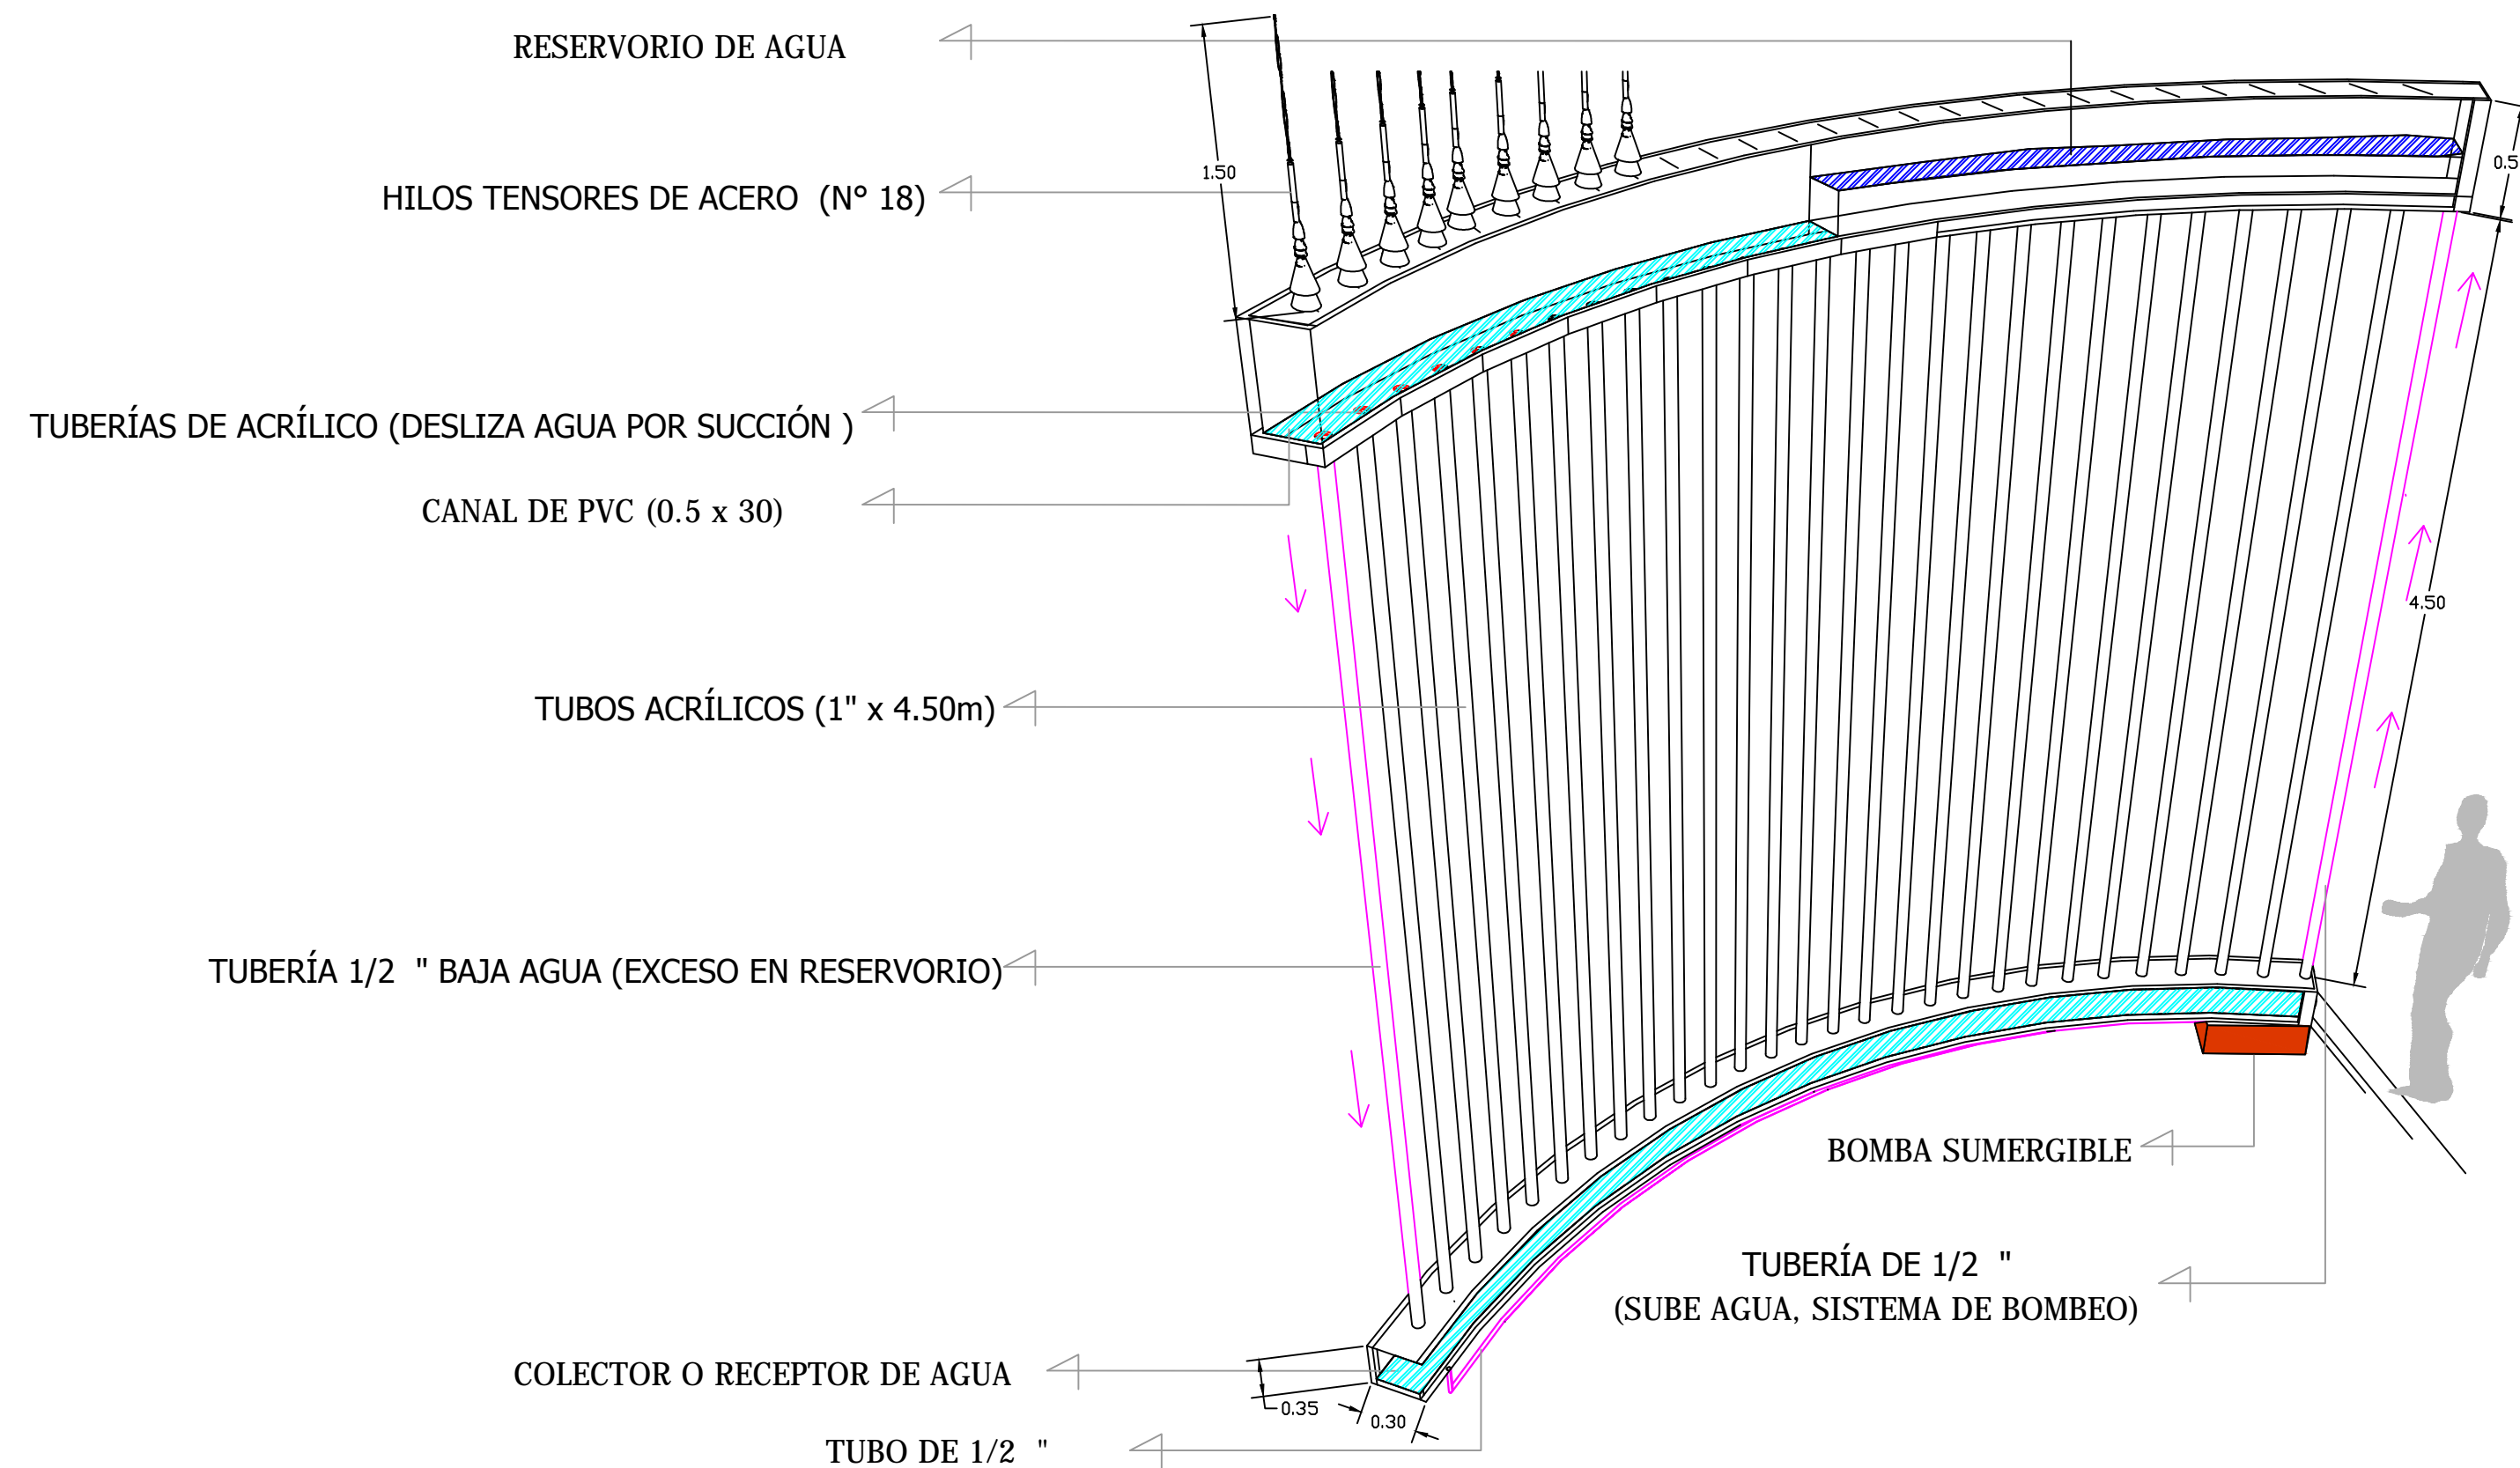 RESERVORIO DE AGUA
1.50
0.5
HILOS TENSORES DE ACERO (N° 18)
TUBERÍAS DE ACRÍLICO (DESLIZA AGUA POR SUCCIÓN )
CANAL DE PVC (0.5 x 30)
4.50
TUBOS ACRÍLICOS (1" x 4.50m)
TUBERÍA 1/2 " BAJA AGUA (EXCESO EN RESERVORIO)
BOMBA SUMERGIBLE
TUBERÍA DE 1/2 "
(SUBE AGUA, SISTEMA DE BOMBEO)
COLECTOR O RECEPTOR DE AGUA
0.35
0.30
TUBO DE 1/2 "